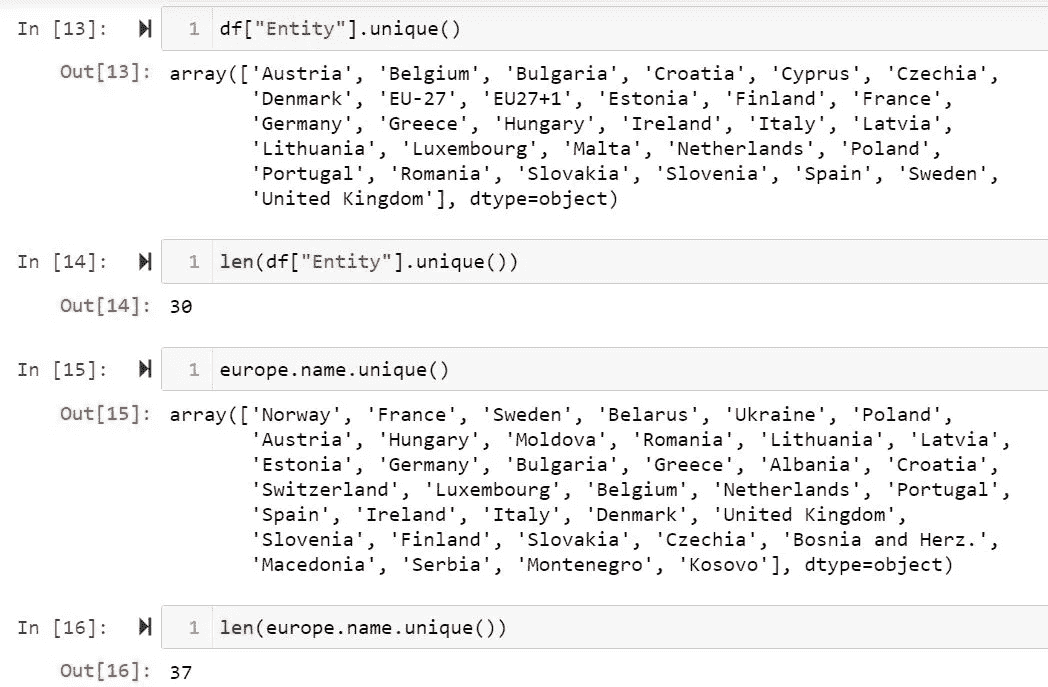 In [13]: 1 df["Entity"].unique()
Out[13]: array(['Austria', 'Belgium', 'Bulgaria', 'Croatia', 'Cyprus', 'Czechia',
'Denmark', 'EU-27', 'EU27+1', 'Estonia', 'Finland', 'France',
'Germany', 'Greece', 'Hungary', 'Ireland', 'Italy', 'Latvia',
'Lithuania', 'Luxembourg', 'Malta', 'Netherlands', 'Poland',
'Portugal', 'Romania', 'Slovakia', 'Slovenia', 'Spain', 'Sweden',
'United Kingdom'], dtype=object)
In [14]: 1 len(df["Entity"].unique())
Out[14]: 30
In [15]: 1 europe.name.unique()
Out[15]: array(['Norway', 'France', 'Sweden', 'Belarus', 'Ukraine', 'Poland',
'Austria', 'Hungary', 'Moldova', 'Romania', 'Lithuania', 'Latvia',
'Estonia', 'Germany', 'Bulgaria', 'Greece', 'Albania', 'Croatia',
'Switzerland', 'Luxembourg', 'Belgium', 'Netherlands', 'Portugal',
'Spain', 'Ireland', 'Italy', 'Denmark', 'United Kingdom',
'Slovenia', 'Finland', 'Slovakia', 'Czechia', 'Bosnia and Herz.',
'Macedonia', 'Serbia', 'Montenegro', 'Kosovo'], dtype=object)
In [16]: 1 len(europe.name.unique())
Out[16]: 37